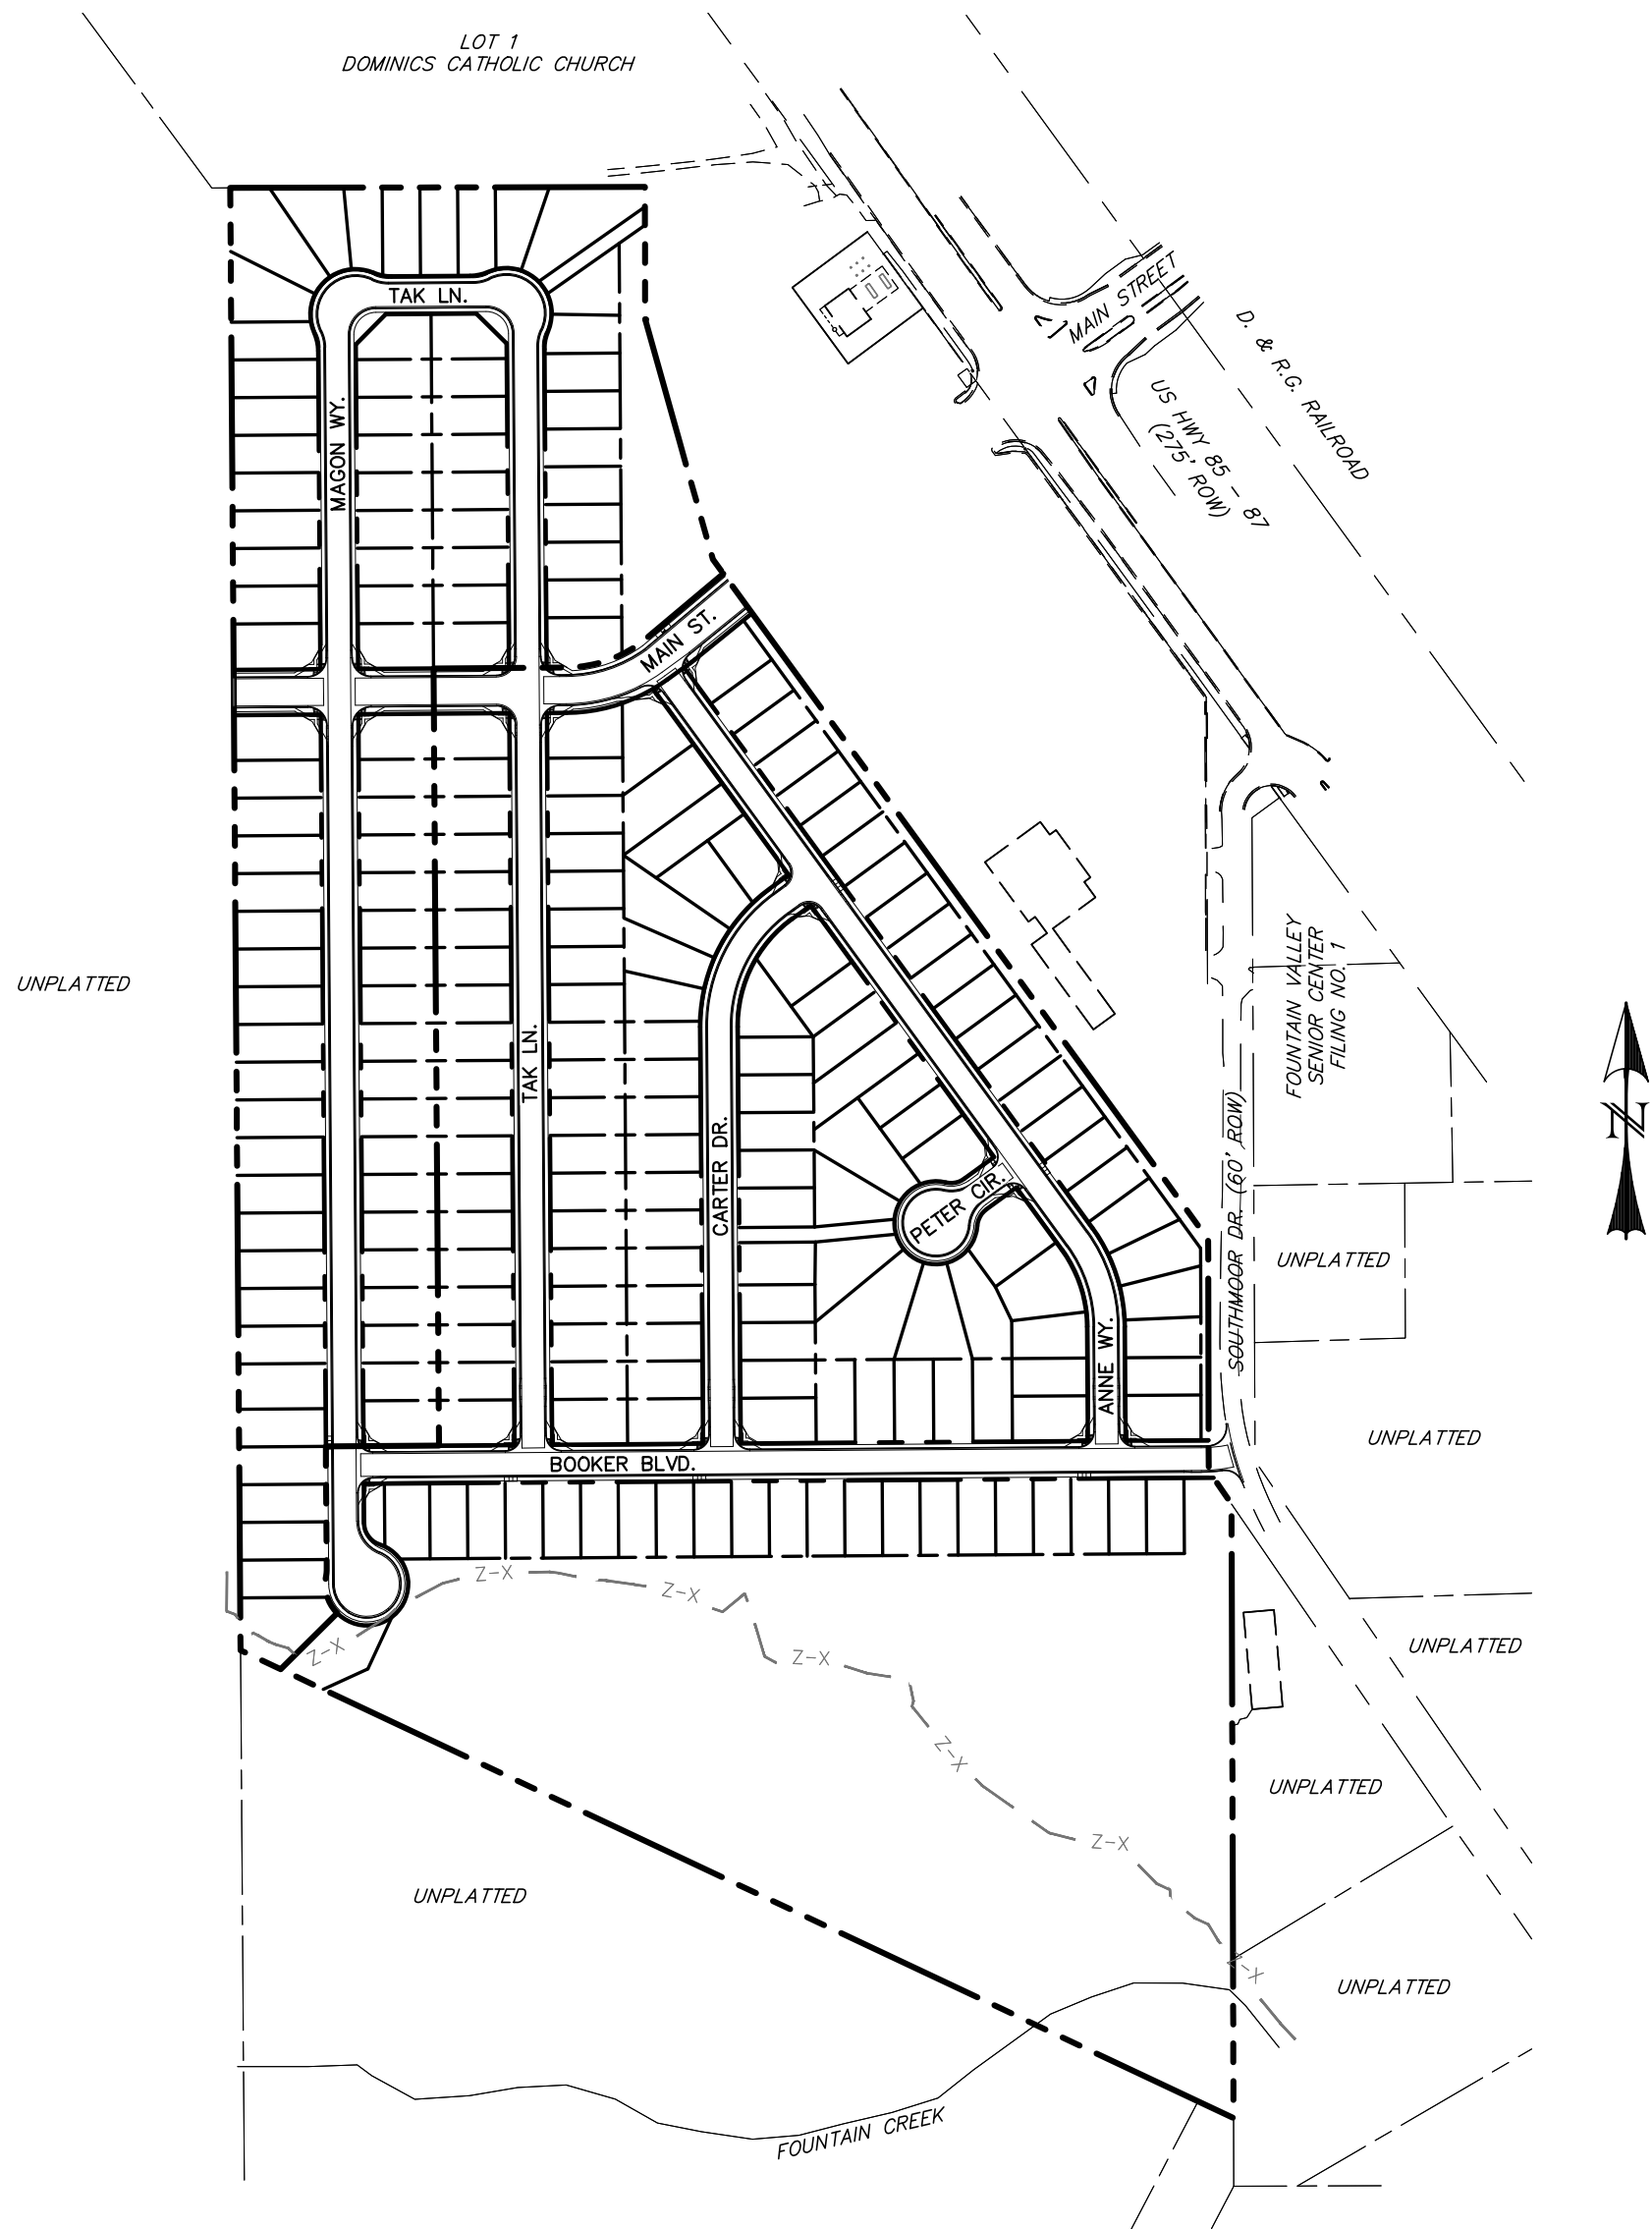 LOT 1
DOMINICS CATHOLIC CHURCH
MAIN STREET
TAK LN.
D. & R.G. RAILROAD
US HWY 85 - 87
(275' ROW)
MAGON WY.
MAIN ST.
UNPLATTED
FOUNTAIN VALLEY
SENIOR CENTER
FILING NO. 1
TAK LN.
CARTER DR.
N
PETER CIR.
SOUTHMOOR DR. (60' ROW)
UNPLATTED
ANNE WY.
UNPLATTED
BOOKER BLVD.
Z-X
Z-X
Z-X
Z-X
UNPLATTED
Z-X
UNPLATTED
Z-X
UNPLATTED
Z-X
UNPLATTED
FOUNTAIN CREEK